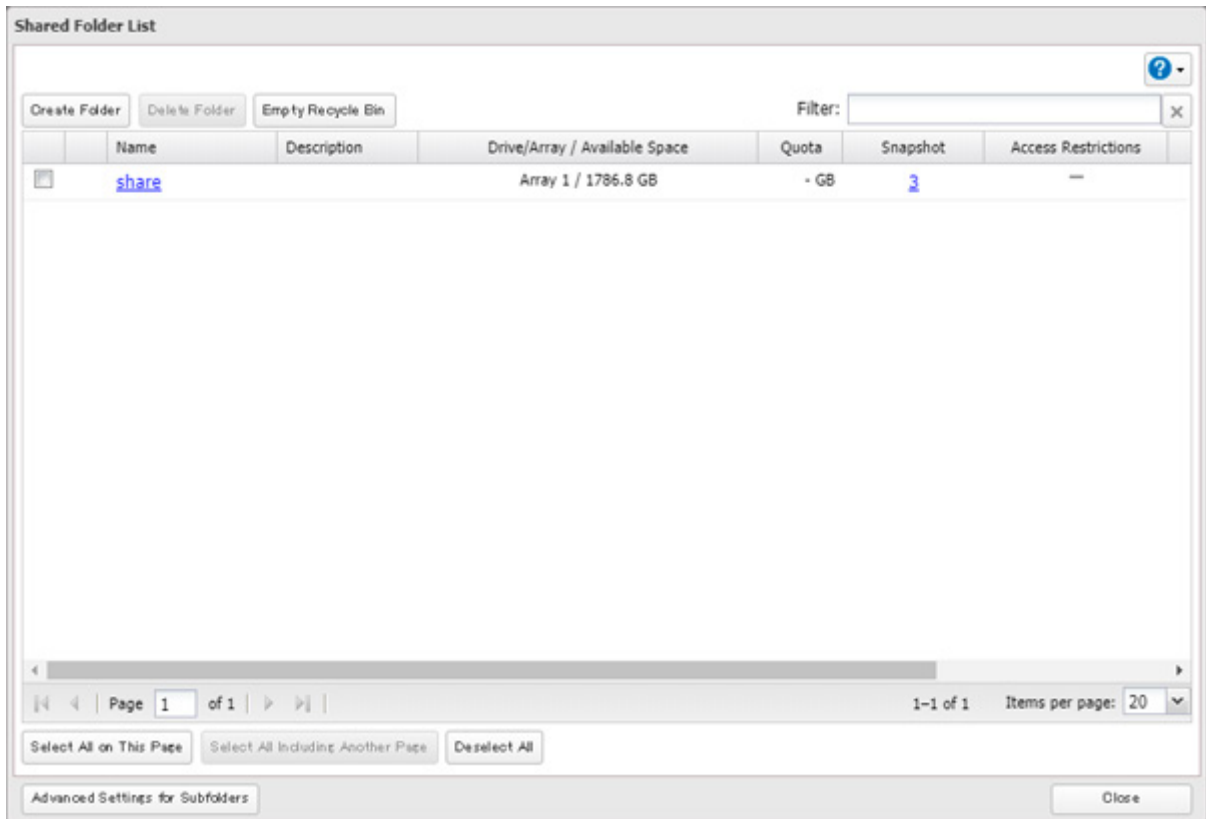 Shared Folder List
?
Create Folder Delete Folder Empty Recycle Bin Filter:
Name Description Drive/Array / Available Space Quota Snapshot Access Restrictions
share Array 1 / 1786.8 GB - GB 3 —
Page 1 of 1 1–1 of 1 Items per page: 20
Select All on This Page Select All Including Another Page Deselect All
Advanced Settings for Subfolders Close